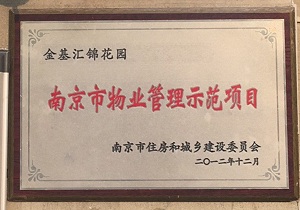 金基汇锦花园
南京市物业管理示范项目
南京市住房和城乡建设委员会
二〇一二年十二月